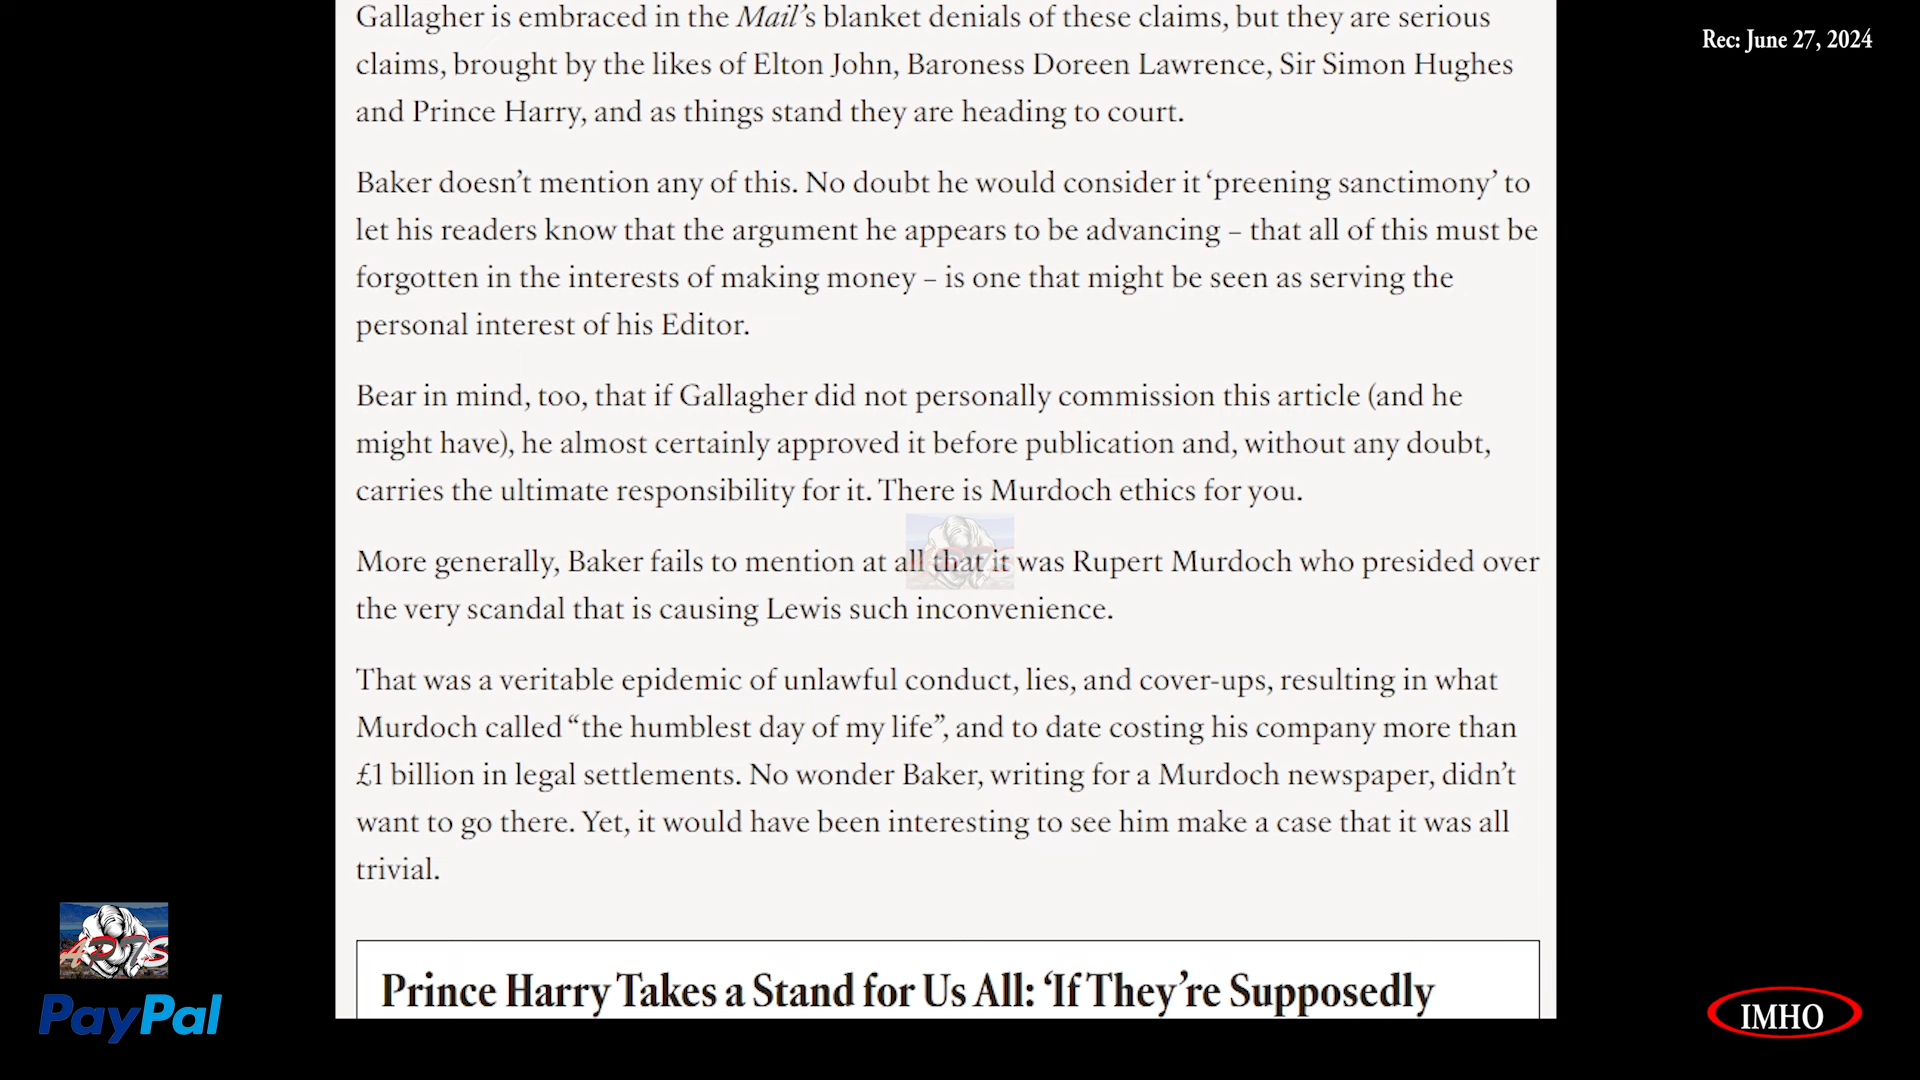 Gallagher is embraced in the Mail's blanket denials of these claims, but they are serious
claims, brought by the likes of Elton John, Baroness Doreen Lawrence, Sir Simon Hughes
and Prince Harry, and as things stand they are heading to court.
Rec: June 27, 2024
Baker doesn't mention any of this. No doubt he would consider it ‘preening sanctimony’ to
let his readers know that the argument he appears to be advancing – that all of this must be
forgotten in the interests of making money – is one that might be seen as serving the
personal interest of his Editor.
Bear in mind, too, that if Gallagher did not personally commission this article (and he
might have), he almost certainly approved it before publication and, without any doubt,
carries the ultimate responsibility for it. There is Murdoch ethics for you.
More generally, Baker fails to mention at all that it was Rupert Murdoch who presided over
the very scandal that is causing Lewis such inconvenience.
That was a veritable epidemic of unlawful conduct, lies, and cover-ups, resulting in what
Murdoch called “the humblest day of my life”, and to date costing his company more than
£1 billion in legal settlements. No wonder Baker, writing for a Murdoch newspaper, didn’t
want to go there. Yet, it would have been interesting to see him make a case that it was all
trivial.
Prince Harry Takes a Stand for Us All: ‘If They’re Supposedly
PayPal
IMHO